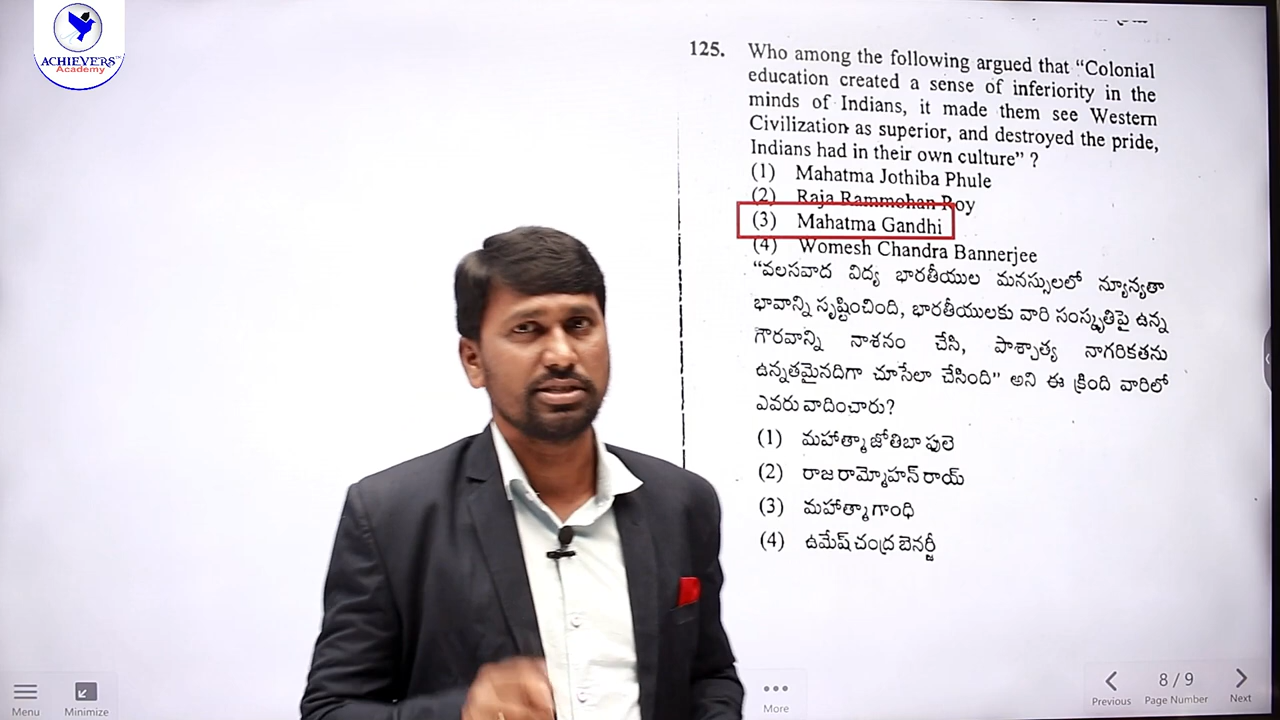 ACHIEVERS™
Academy
125. Who among the following argued that “Colonial
education created a sense of inferiority in the
minds of Indians, it made them see Western
Civilization as superior, and destroyed the pride,
Indians had in their own culture” ?
(1) Mahatma Jothiba Phule
(2) Raja Rammohan Roy
(3) Mahatma Gandhi
(4) Womesh Chandra Bannerjee
“వలసవాద విద్య భారతీయుల మనస్సులలో న్యూన్యతా
భావాన్ని సృష్టించింది, భారతీయులకు వారి సంస్కృతిపై ఉన్న
గౌరవాన్ని నాశనం చేసి, పాశ్చాత్య నాగరికతను
ఉన్నతమైనదిగా చూసేలా చేసింది” అని ఈ క్రింది వారిలో
ఎవరు వాదించారు?
(1) మహాత్మా జోతిబా ఫులె
(2) రాజ రామ్మోహన్ రాయ్
(3) మహాత్మా గాంధి
(4) ఉమేష్ చంద్ర బెనర్జీ
Menu
Minimize
More
Previous
8 / 9
Page Number
Next